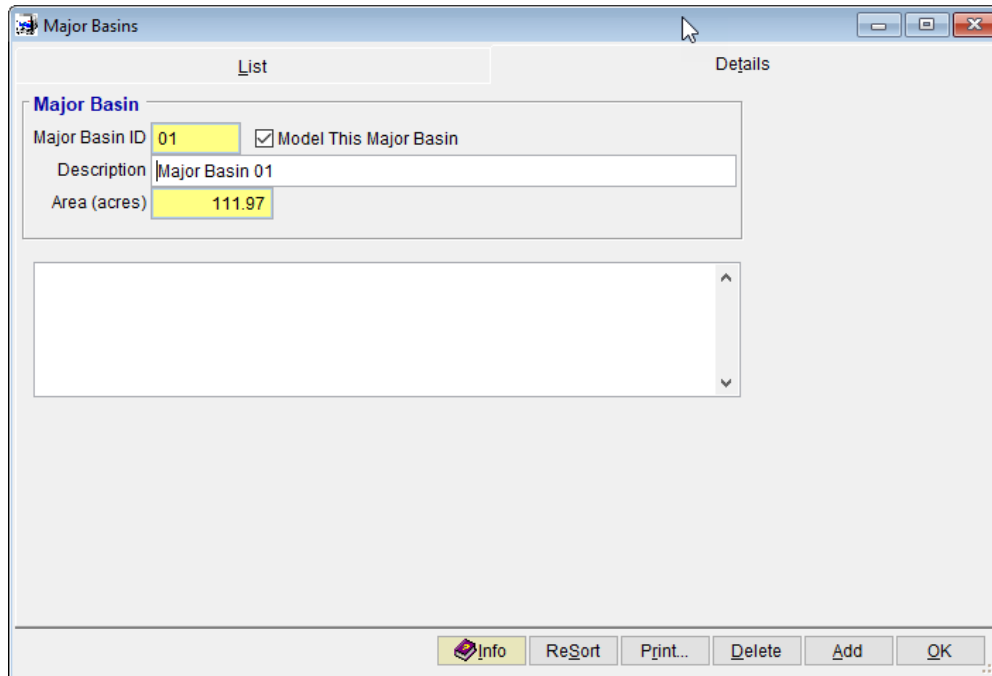 Major Basins
List Details
Major Basin
Major Basin ID 01 Model This Major Basin
Description Major Basin 01
Area (acres) 111.97
Info ReSort Print... Delete Add OK